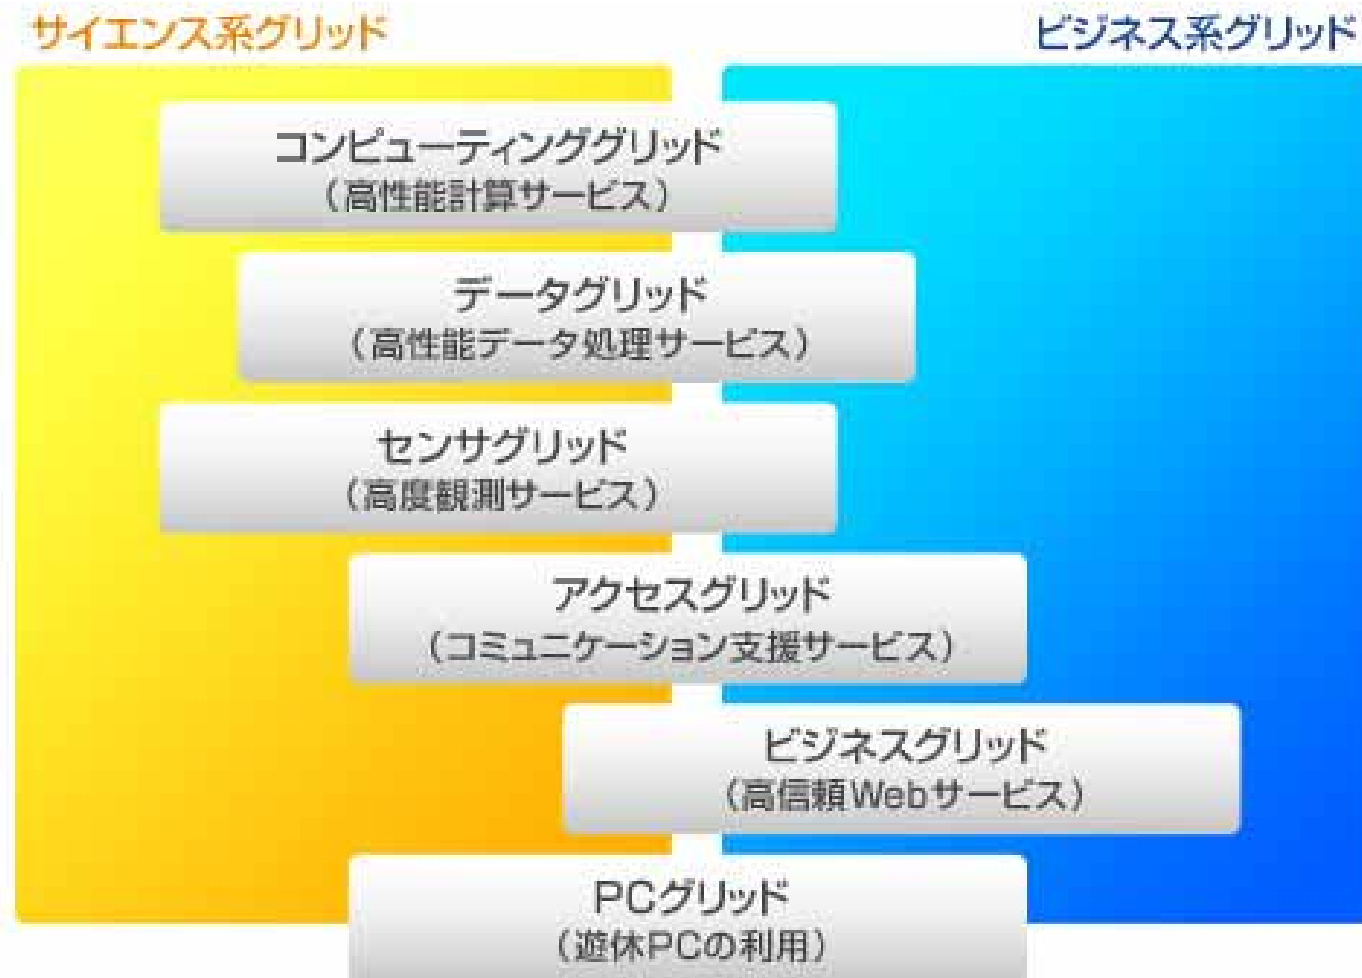 サイエンス系グリッド
ビジネス系グリッド
コンピューティンググリッド
（高性能計算サービス）
データグリッド
（高性能データ処理サービス）
センサグリッド
（高度観測サービス）
アクセスグリッド
（コミュニケーション支援サービス）
ビジネスグリッド
（高信頼Webサービス）
PCグリッド
（遊休PCの利用）